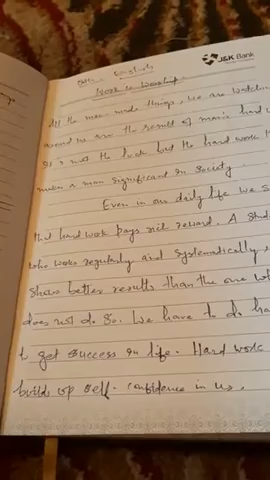 J&K Bank
English
Work is Worship
All the man-made things, we are watchin
around us are the result of man's hard
It's not the luck but the hard work
makes a man significant in society.
Even in our daily life we s
that hard work pays rich reward. A stud
who works regularly and systematically
shows better results than the one wh
does not do so. We have to do ha
to get success in life. Hard work
builds up self-confidence in us.